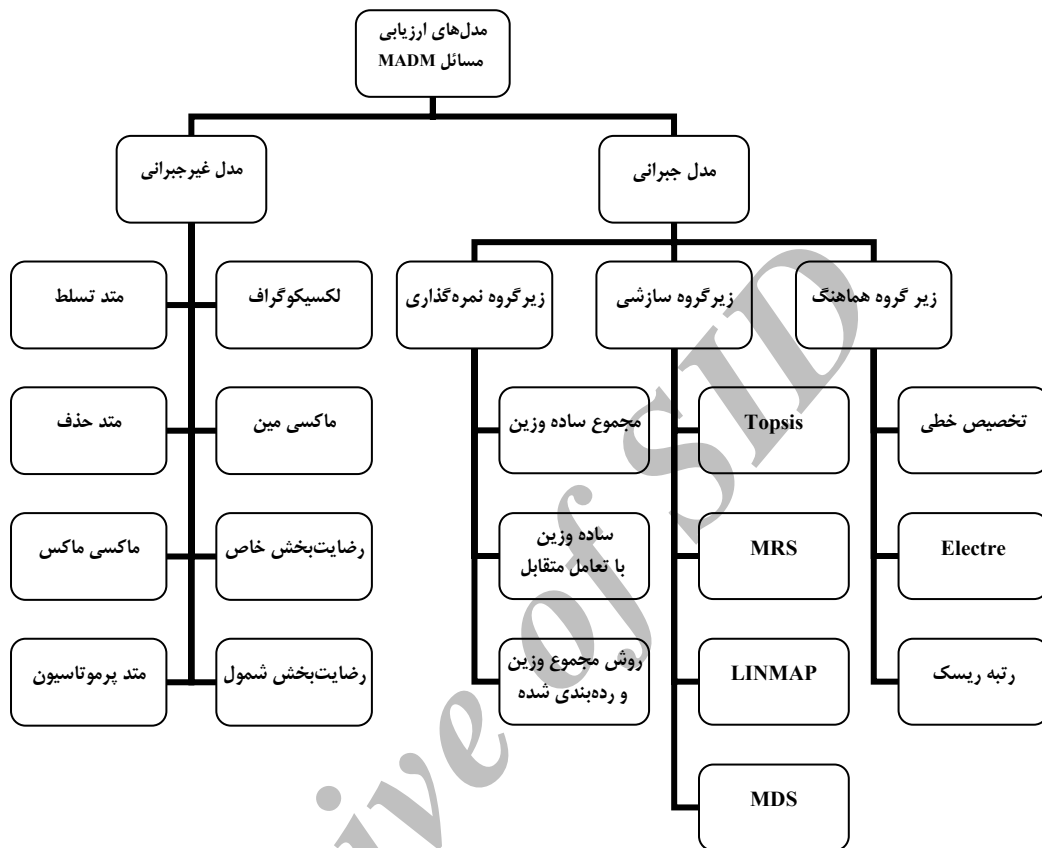 مدل‌های ارزیابی
مسائل MADM
مدل جبرانی
مدل غیرجبرانی
زیر گروه هماهنگ
زیرگروه سازشی
زیرگروه نمره‌گذاری
لکسیکوگراف
متد تسلط
تخصیص خطی
Topsis
مجموع ساده وزین
ماکسی مین
متد حذف
Electre
MRS
ساده وزین
با تعامل متقابل
رضایت‌بخش خاص
ماکسی ماکس
رتبه ریسک
LINMAP
روش مجموع وزین
و رده‌بندی شده
رضایت‌بخش شمول
متد پرموتاسیون
MDS
ive of SID